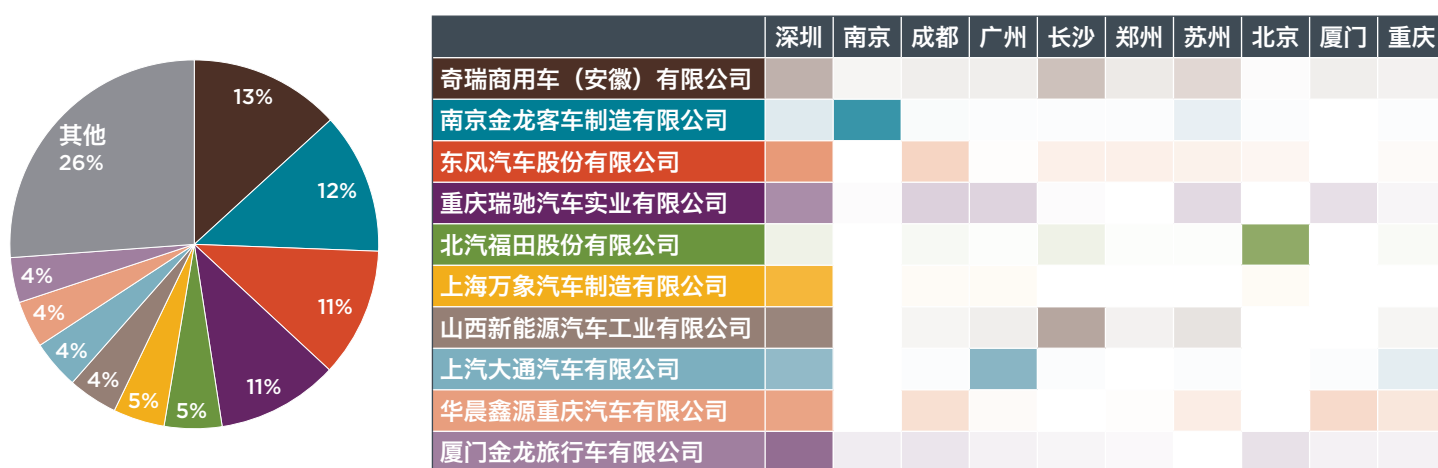 13%
12%
11%
11%
5%
5%
4%
4%
4%
4%
其他
26%
深圳 南京 成都 广州 长沙 郑州 苏州 北京 厦门 重庆
奇瑞商用车（安徽）有限公司
南京金龙客车制造有限公司
东风汽车股份有限公司
重庆瑞驰汽车实业有限公司
北汽福田股份有限公司
上海万象汽车制造有限公司
山西新能源汽车工业有限公司
上汽大通汽车有限公司
华晨鑫源重庆汽车有限公司
厦门金龙旅行车有限公司